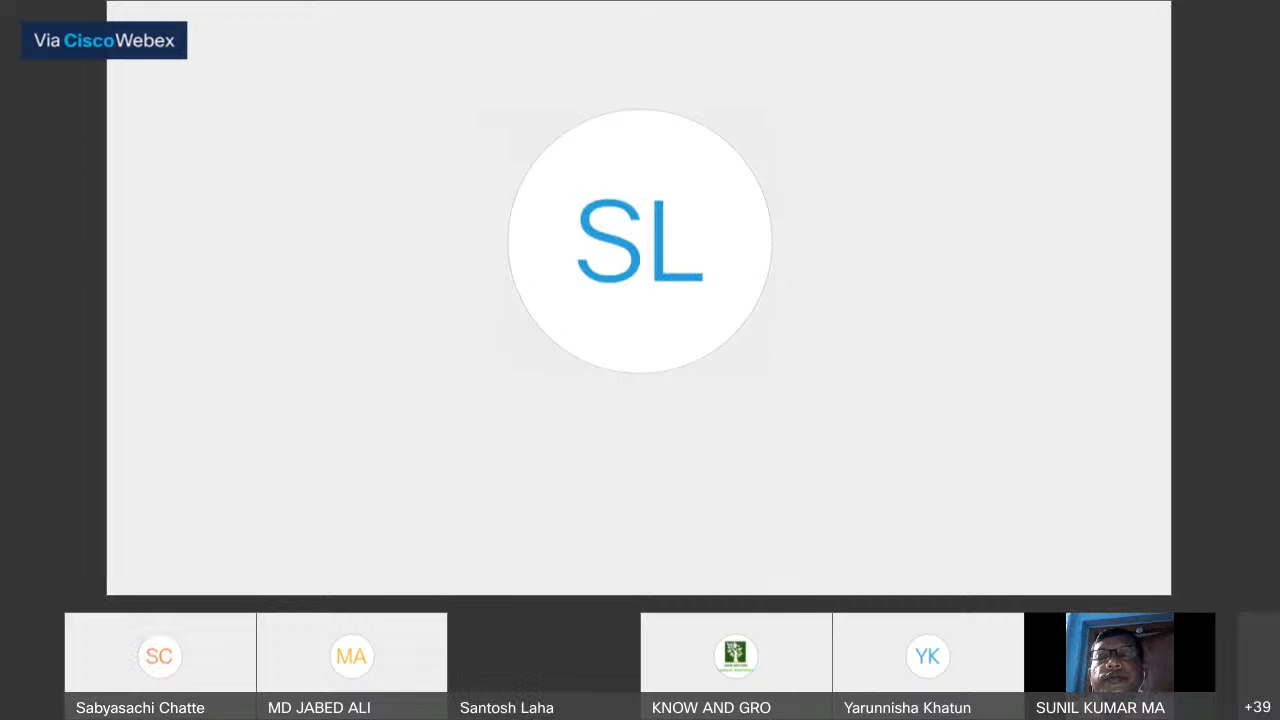 Via CiscoWebex
SL
SC
MA
YK
Sabyasachi Chatte
MD JABED ALI
Santosh Laha
KNOW AND GRO
Yarunnisha Khatun
SUNIL KUMAR MA
+39